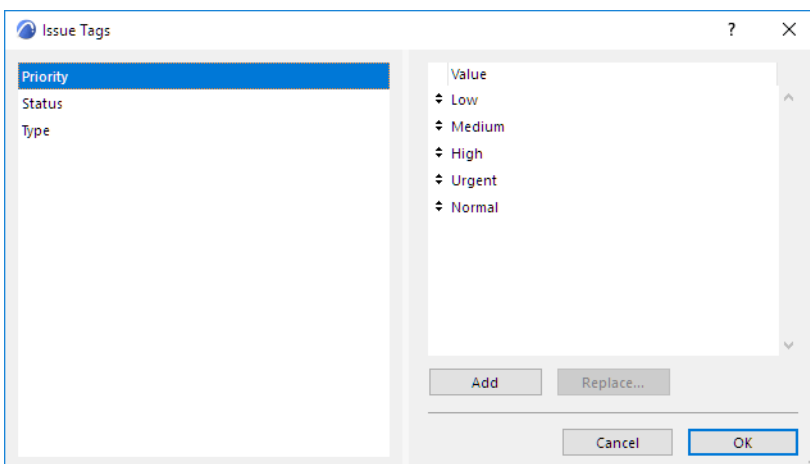 Issue Tags
?
Priority
Status
Type
Value
Low
Medium
High
Urgent
Normal
Add Replace...
Cancel OK